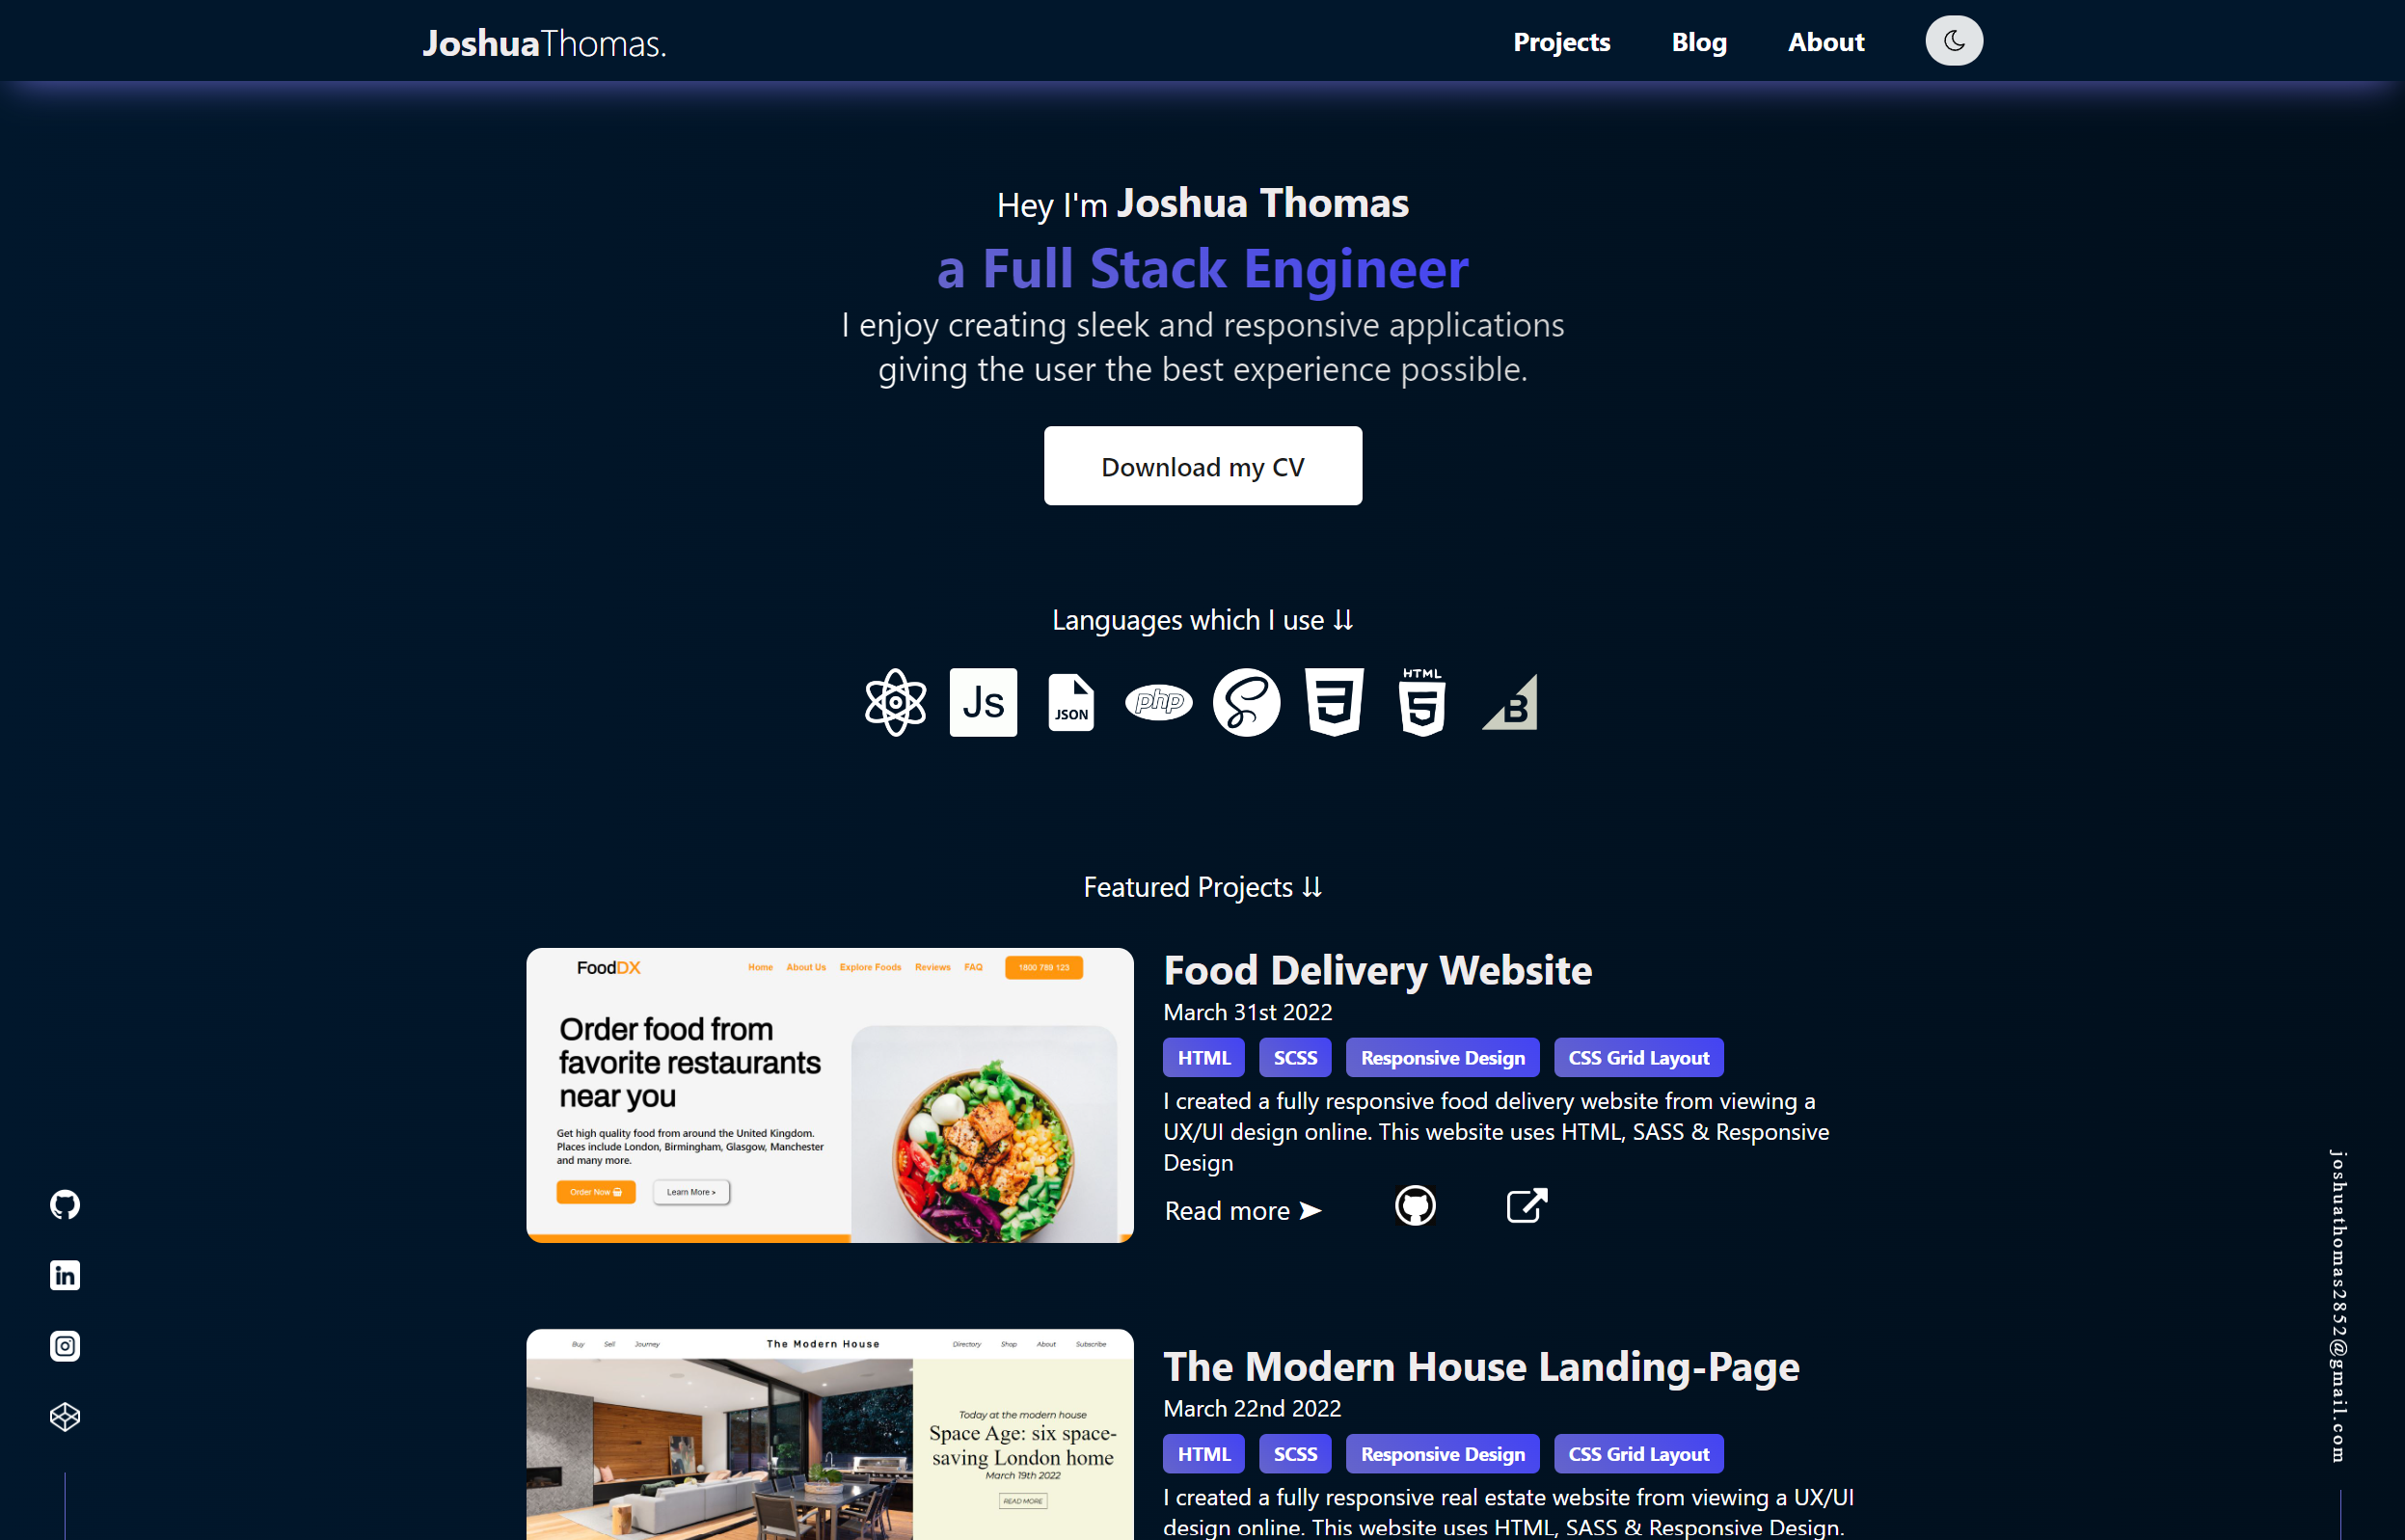 JoshuaThomas.
Projects Blog About
Hey I'm Joshua Thomas
a Full Stack Engineer
I enjoy creating sleek and responsive applications
giving the user the best experience possible.
Download my CV
Languages which I use ⇊
Js
JSON
php
HTML
5
B
Featured Projects ⇊
FoodDX
Home About Us Explore Foods Reviews FAQ 1800 789 123
Order food from
favorite restaurants
near you
Get high quality food from around the United Kingdom.
Places include London, Birmingham, Glasgow, Manchester
and many more.
Order Now
Learn More >
Food Delivery Website
March 31st 2022
HTML SCSS Responsive Design CSS Grid Layout
I created a fully responsive food delivery website from viewing a
UX/UI design online. This website uses HTML, SASS & Responsive
Design
Read more ➤
Buy Sell Journey The Modern House Directory Shop About Subscribe
Today at the modern house
Space Age: six space-
saving London home
March 19th 2022
READ MORE
The Modern House Landing-Page
March 22nd 2022
HTML SCSS Responsive Design CSS Grid Layout
I created a fully responsive real estate website from viewing a UX/UI
design online. This website uses HTML, SASS & Responsive Design.
in
joshuathomas2852@gmail.com